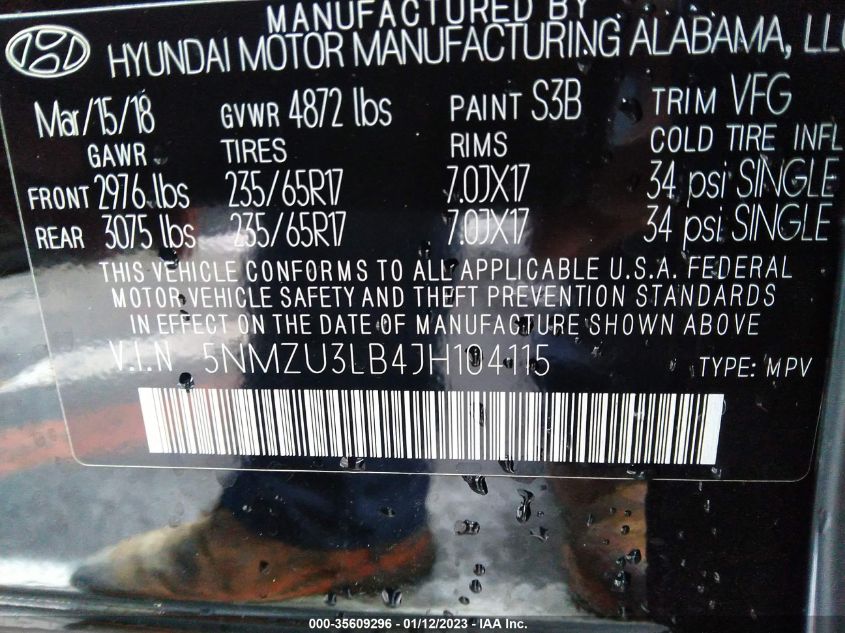 MANUFACTURED BY
HYUNDAI MOTOR MANUFACTURING ALABAMA, LLC
Mar/15/18 GVWR 4872 lbs PAINT S3B TRIM VFG
GAWR TIRES RIMS COLD TIRE INFL
FRONT 2976 lbs 235/65R17 7.0JX17 34 psi SINGLE
REAR 3075 lbs 235/65R17 7.0JX17 34 psi SINGLE
THIS VEHICLE CONFORMS TO ALL APPLICABLE U.S.A. FEDERAL
MOTOR VEHICLE SAFETY AND THEFT PREVENTION STANDARDS
IN EFFECT ON THE DATE OF MANUFACTURE SHOWN ABOVE
V.I.N 5NMZU3LB4JH104115 TYPE: MPV
000-35609296 - 01/12/2023 - IAA Inc.